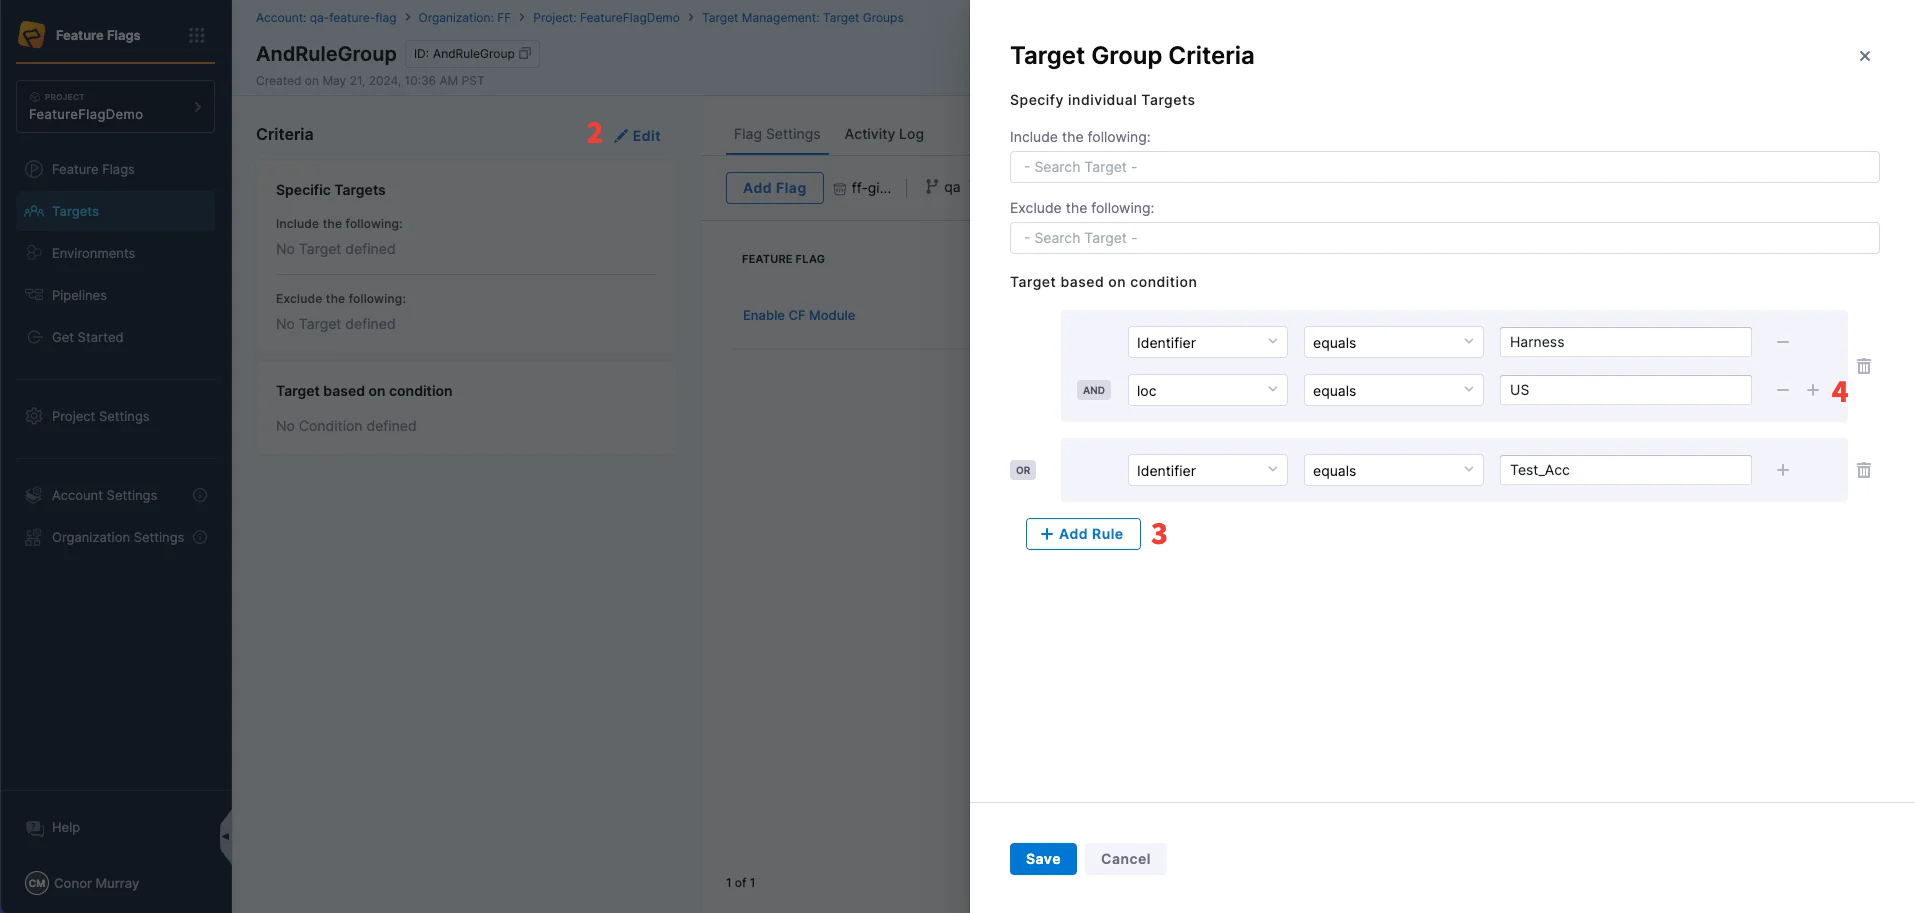 Feature Flags
PROJECT
FeatureFlagDemo
Feature Flags
Targets
Environments
Pipelines
Get Started
Project Settings
Account Settings
Organization Settings
Help
CM Conor Murray
Account: qa-feature-flag > Organization: FF > Project: FeatureFlagDemo > Target Management: Target Groups
AndRuleGroup ID: AndRuleGroup
Created on May 21, 2024, 10:36 AM PST
Criteria 2 Edit
Specific Targets
Include the following:
No Target defined
Exclude the following:
No Target defined
Target based on condition
No Condition defined
Flag Settings Activity Log
Add Flag ff-gi... qa
FEATURE FLAG
Enable CF Module
1 of 1
Target Group Criteria
Specify individual Targets
Include the following:
- Search Target -
Exclude the following:
- Search Target -
Target based on condition
Identifier equals Harness
AND loc equals US 4
OR Identifier equals Test_Acc
+ Add Rule 3
Save Cancel